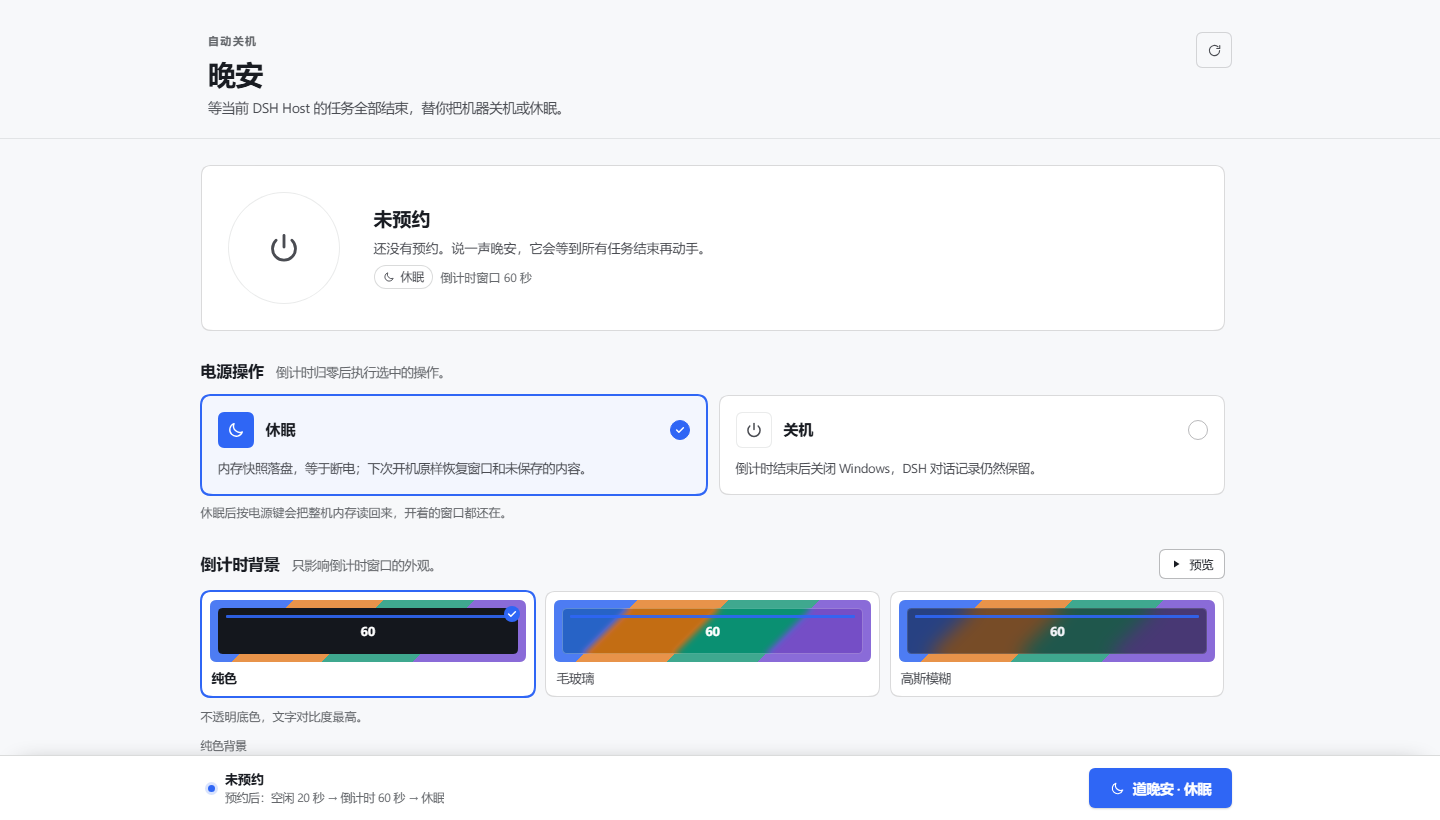 自动关机
晚安
等当前 DSH Host 的任务全部结束，替你把机器关机或休眠。
未预约
还没有预约。说一声晚安，它会等到所有任务结束再动手。
休眠 倒计时窗口 60 秒
电源操作 倒计时归零后执行选中的操作。
休眠
内存快照落盘，等于断电；下次开机原样恢复窗口和未保存的内容。
关机
倒计时结束后关闭 Windows，DSH 对话记录仍然保留。
休眠后按电源键会把整机内存读回来，开着的窗口都还在。
倒计时背景 只影响倒计时窗口的外观。
预览
60
纯色
60
毛玻璃
60
高斯模糊
不透明底色，文字对比度最高。
纯色背景
未预约
预约后：空闲 20 秒 → 倒计时 60 秒 → 休眠
道晚安 · 休眠